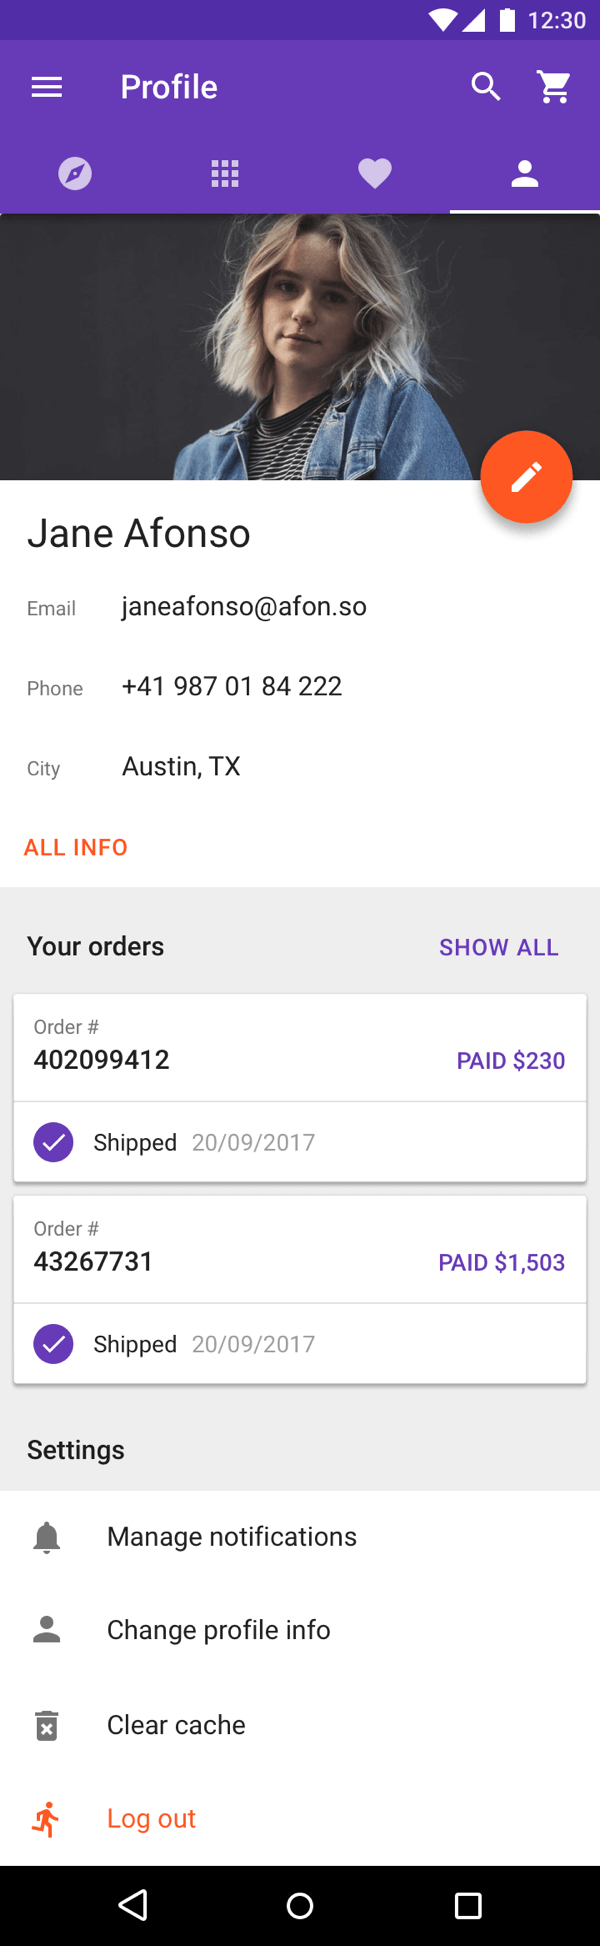 12:30
Profile
Jane Afonso
Email janeafonso@afon.so
Phone +41 987 01 84 222
City Austin, TX
ALL INFO
Your orders SHOW ALL
Order #
402099412 PAID $230
Shipped 20/09/2017
Order #
43267731 PAID $1,503
Shipped 20/09/2017
Settings
Manage notifications
Change profile info
Clear cache
Log out